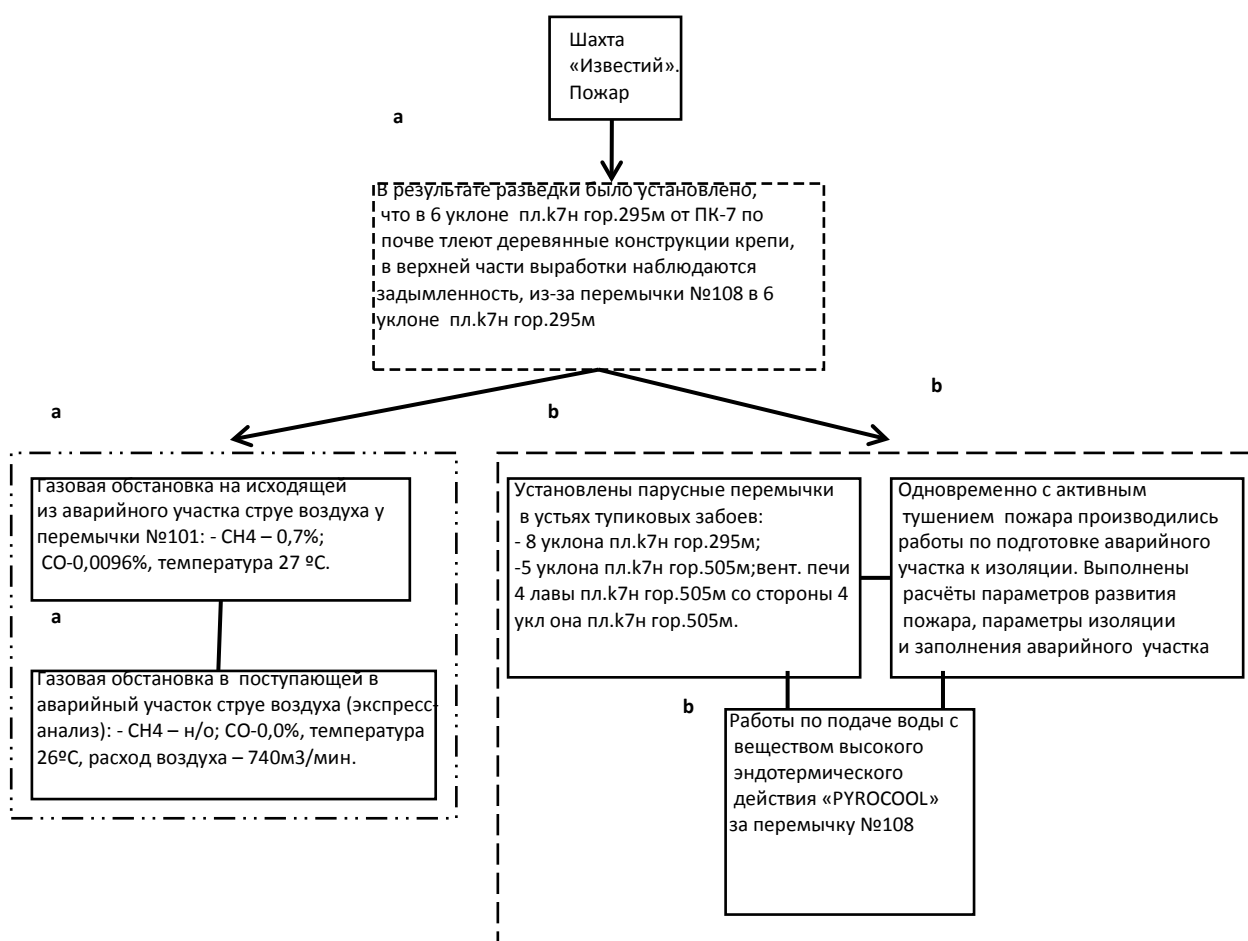 Шахта
«Известий».
Пожар
a
В результате разведки было установлено,
что в 6 уклоне пл.k7н гор.295м от ПК-7 по
почве тлеют деревянные конструкции крепи,
в верхней части выработки наблюдаются
задымленность, из-за перемычки №108 в 6
уклоне пл.k7н гор.295м
a
b
b
Газовая обстановка на исходящей
из аварийного участка струе воздуха у
перемычки №101: - CH4 – 0,7%;
CO-0,0096%, температура 27 ºC.
a
Газовая обстановка в поступающей в
аварийный участок струе воздуха (экспресс-
анализ): - CH4 – н/о; CO-0,0%, температура
26ºC, расход воздуха – 740м3/мин.
Установлены парусные перемычки
в устьях тупиковых забоев:
- 8 уклона пл.k7н гор.295м;
-5 уклона пл.k7н гор.505м;вент. печи
4 лавы пл.k7н гор.505м со стороны 4
укл она пл.k7н гор.505м.
Одновременно с активным
тушением пожара производились
работы по подготовке аварийного
участка к изоляции. Выполнены
расчёты параметров развития
пожара, параметры изоляции
и заполнения аварийного участка
b
Работы по подаче воды с
веществом высокого
эндотермического
действия «PYROCOOL»
за перемычку №108